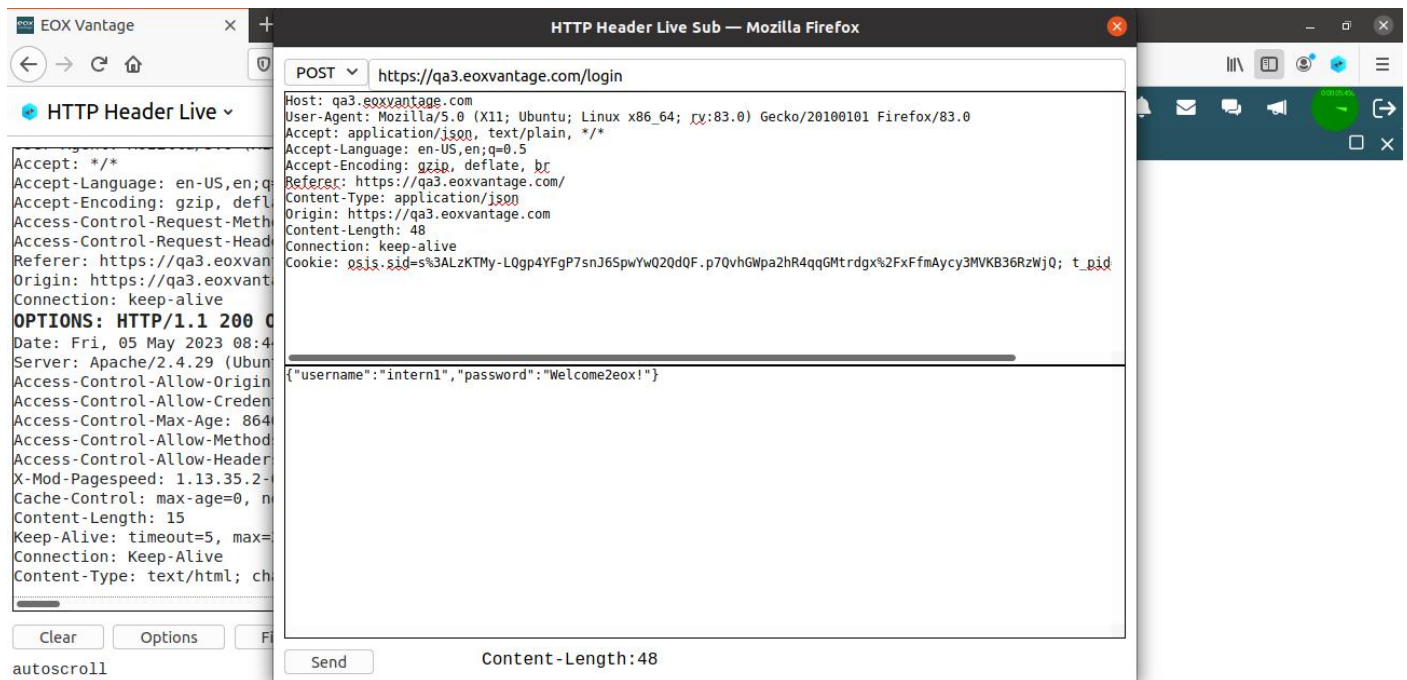 EOX Vantage
HTTP Header Live Sub — Mozilla Firefox
HTTP Header Live
Accept: */*
Accept-Language: en-US,en;q=
Accept-Encoding: gzip, defl
Access-Control-Request-Meth
Access-Control-Request-Head
Referer: https://qa3.eoxvan
Origin: https://qa3.eoxvant
Connection: keep-alive
OPTIONS: HTTP/1.1 200 O
Date: Fri, 05 May 2023 08:4
Server: Apache/2.4.29 (Ubun
Access-Control-Allow-Origin
Access-Control-Allow-Creden
Access-Control-Max-Age: 864
Access-Control-Allow-Method
Access-Control-Allow-Header
X-Mod-Pagespeed: 1.13.35.2-
Cache-Control: max-age=0, n
Content-Length: 15
Keep-Alive: timeout=5, max=
Connection: Keep-Alive
Content-Type: text/html; ch
Clear Options Fi
autoscroll
POST https://qa3.eoxvantage.com/login
Host: qa3.eoxvantage.com
User-Agent: Mozilla/5.0 (X11; Ubuntu; Linux x86_64; rv:83.0) Gecko/20100101 Firefox/83.0
Accept: application/json, text/plain, */*
Accept-Language: en-US,en;q=0.5
Accept-Encoding: gzip, deflate, br
Referer: https://qa3.eoxvantage.com/
Content-Type: application/json
Origin: https://qa3.eoxvantage.com
Content-Length: 48
Connection: keep-alive
Cookie: osjs.sid=s%3ALzKTMy-LQgp4YFgP7snJ6SpwYwQ2QdQF.p7QvhGWpa2hR4qqGMtrdgx%2FxFfmAycy3MVKB36RzWjQ; t_pid
{"username":"intern1","password":"Welcome2eox!"}
Send Content-Length:48